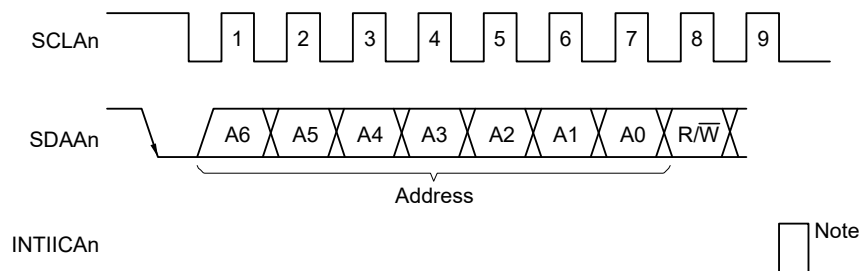 SCLAn 1 2 3 4 5 6 7 8 9
SDAAn A6 A5 A4 A3 A2 A1 A0 R/W̅
Address
INTIICAn Note